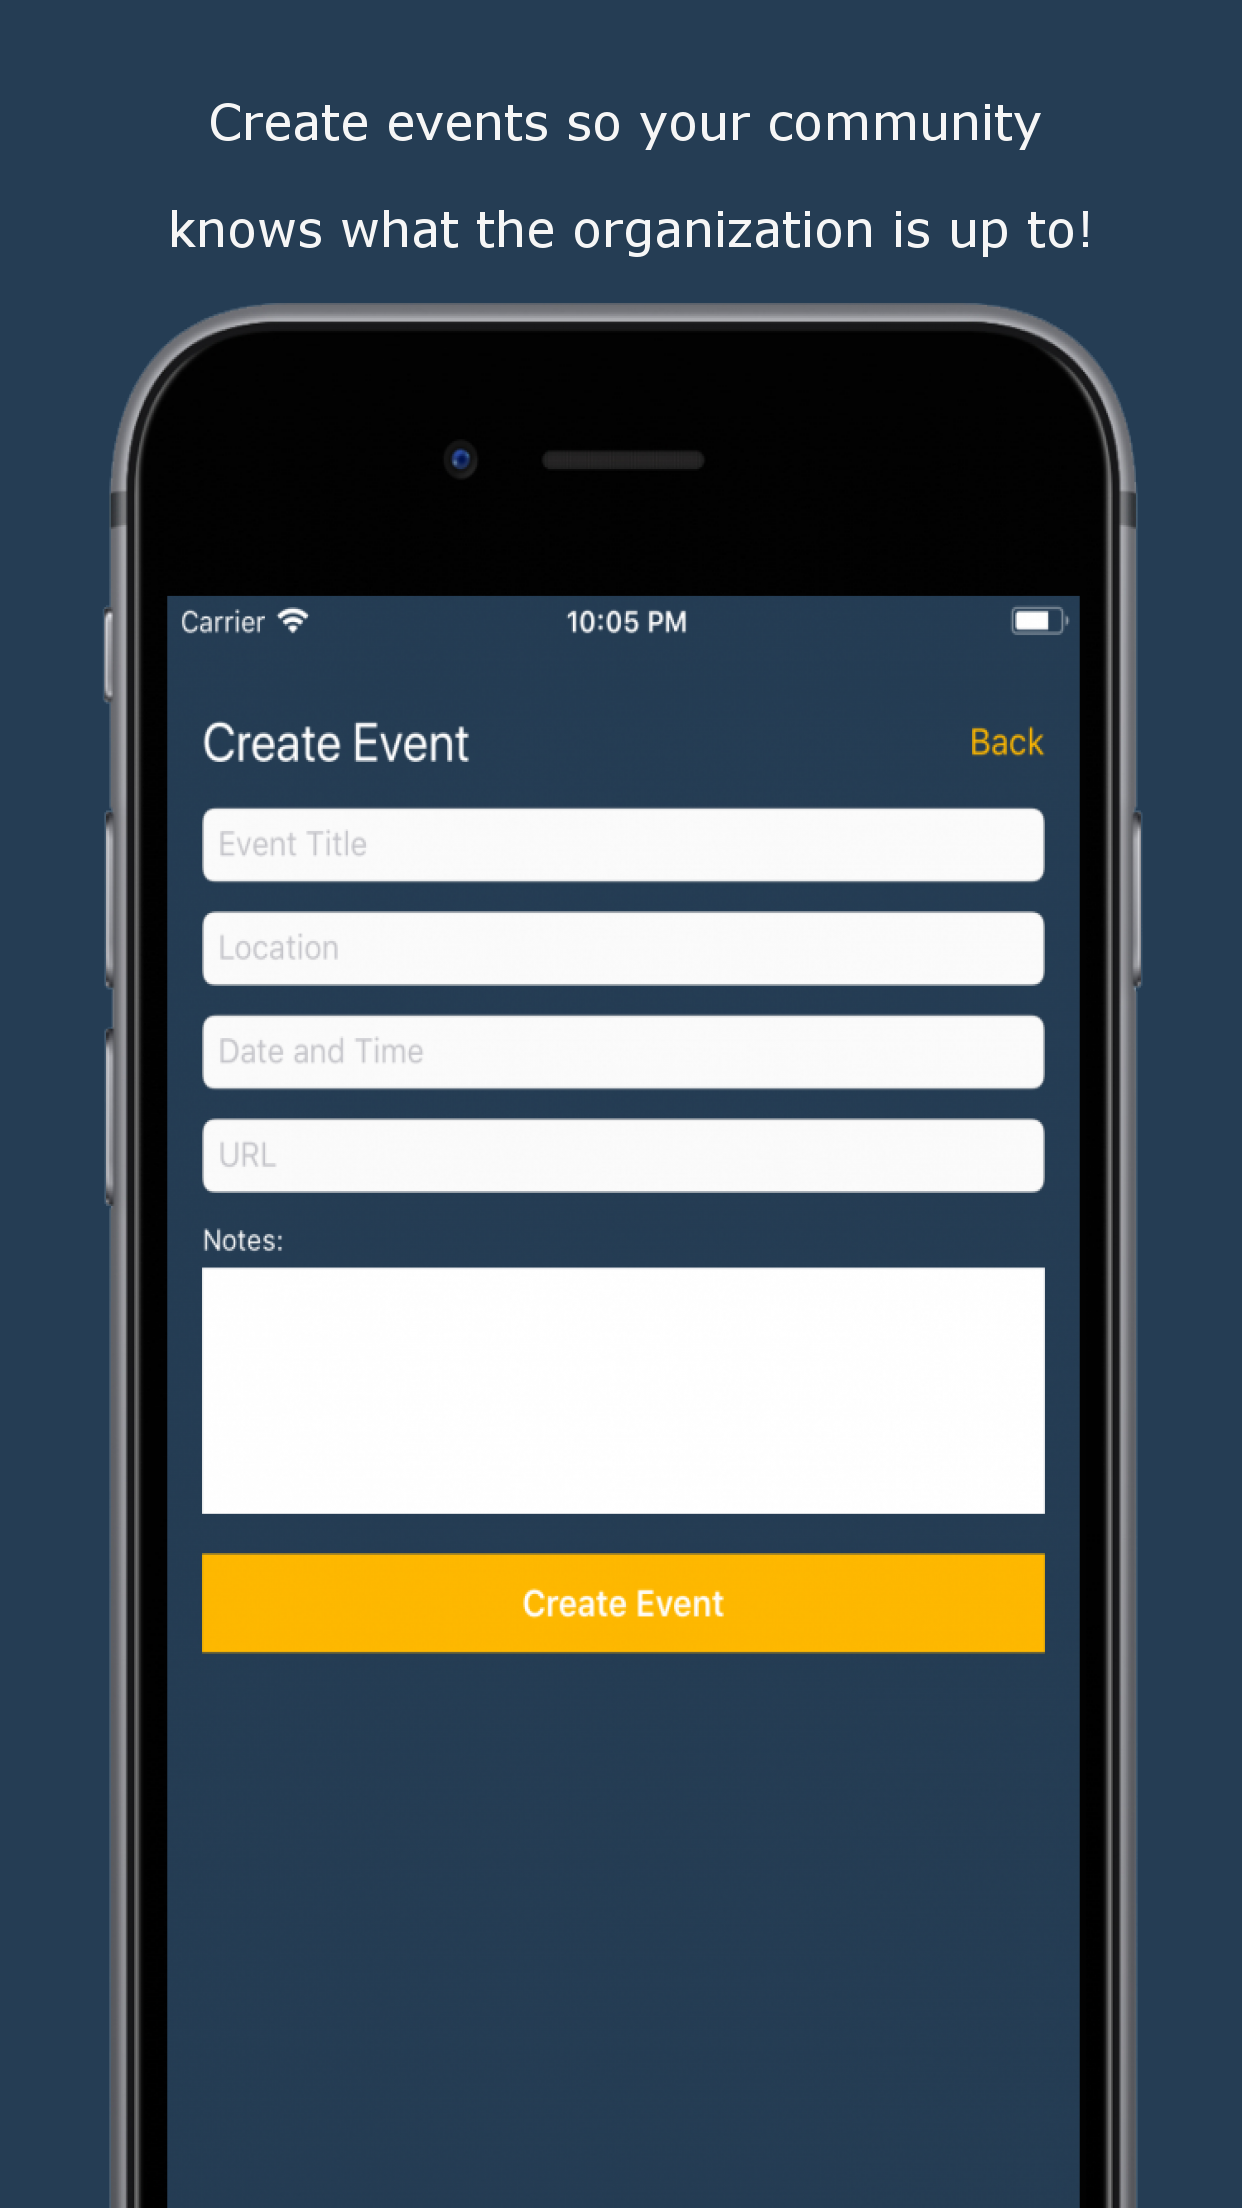 Create events so your community
knows what the organization is up to!
Carrier 10:05 PM
Create Event Back
Event Title
Location
Date and Time
URL
Notes:
Create Event